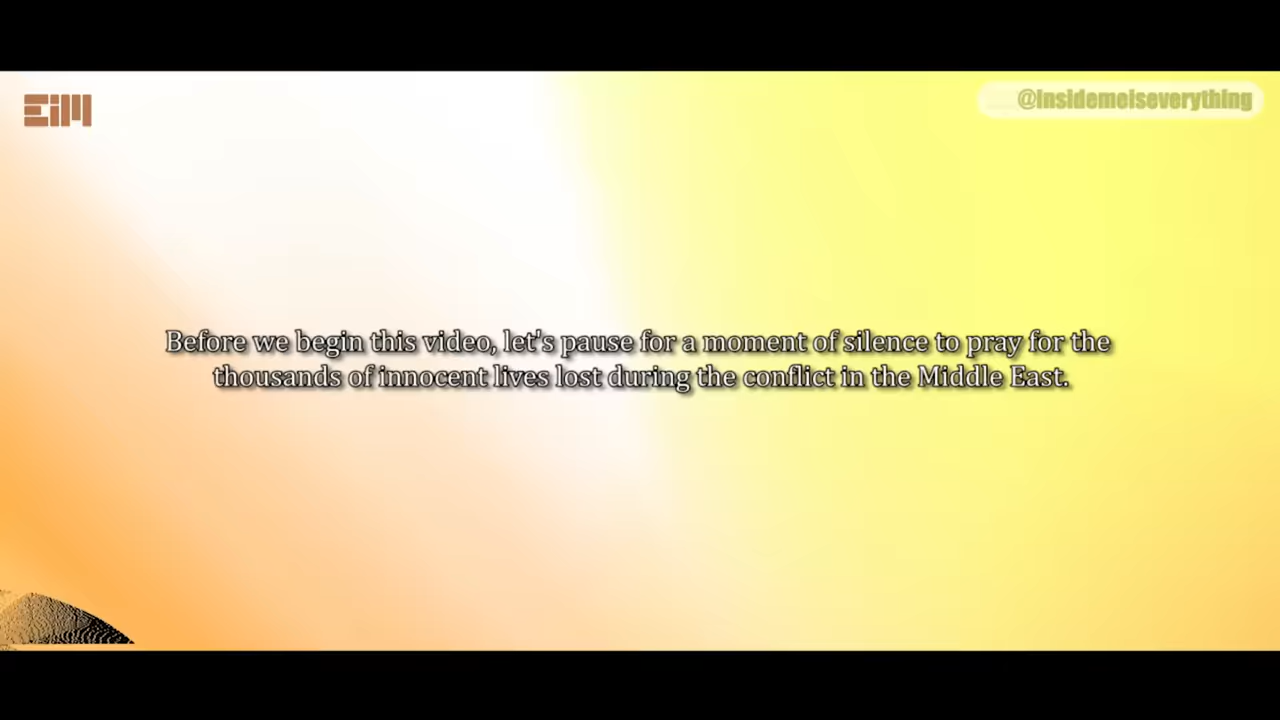 EiM
@insidemeiseverything
Before we begin this video, let's pause for a moment of silence to pray for the
thousands of innocent lives lost during the conflict in the Middle East.